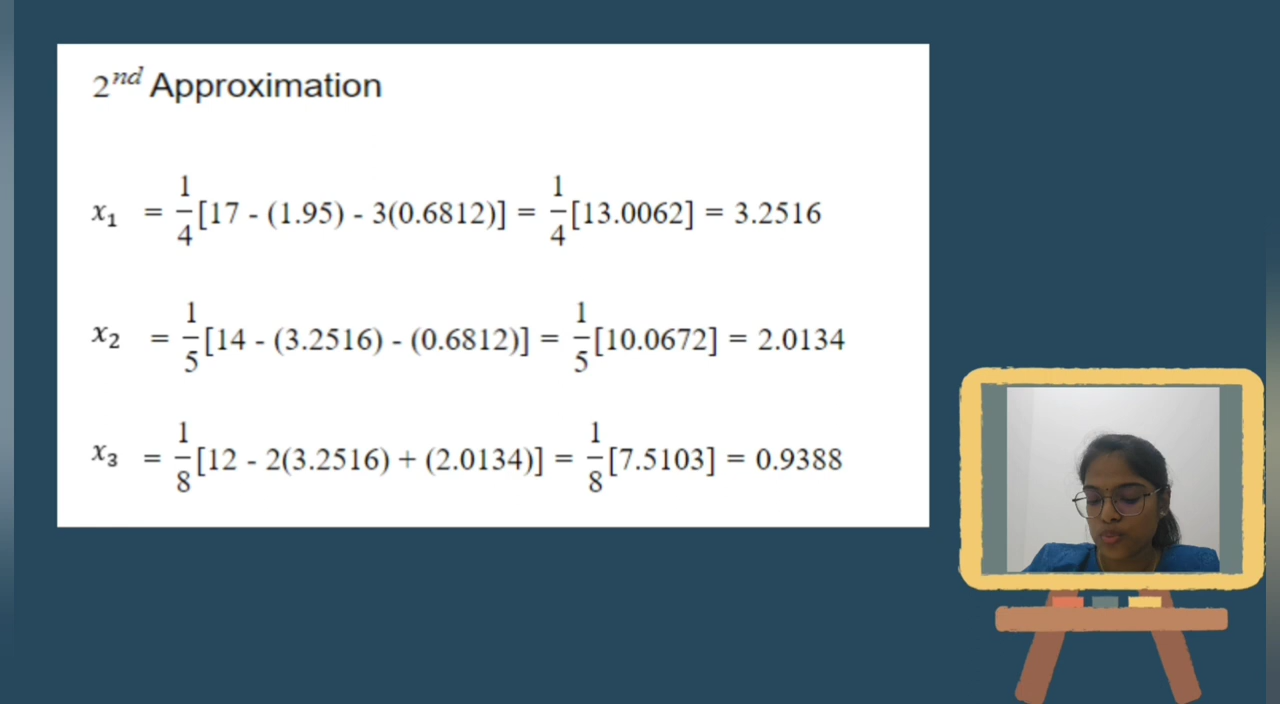 2nd Approximation
x1 = 1/4[17 - (1.95) - 3(0.6812)] = 1/4[13.0062] = 3.2516
x2 = 1/5[14 - (3.2516) - (0.6812)] = 1/5[10.0672] = 2.0134
x3 = 1/8[12 - 2(3.2516) + (2.0134)] = 1/8[7.5103] = 0.9388